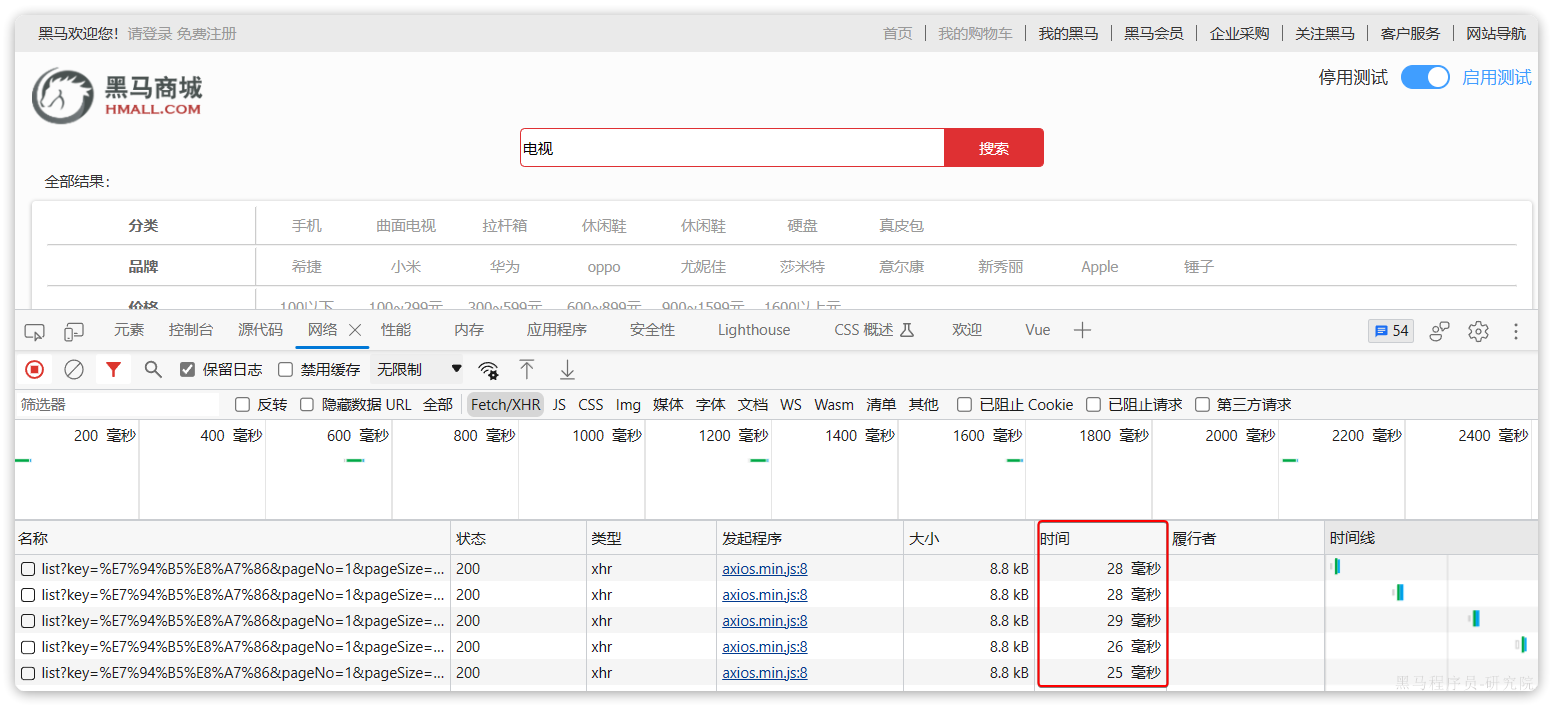 黑马欢迎您! 请登录 免费注册 首页 我的购物车 我的黑马 黑马会员 企业采购 关注黑马 客户服务 网站导航
黑马商城
HMALL.COM
停用测试 启用测试
电视 搜索
全部结果:
分类 手机 曲面电视 拉杆箱 休闲鞋 休闲鞋 硬盘 真皮包
品牌 希捷 小米 华为 oppo 尤妮佳 莎米特 意尔康 新秀丽 Apple 锤子
价格 100以下 100~299元 300~599元 600~899元 900~1599元 1600以上元
元素 控制台 源代码 网络 性能 内存 应用程序 安全性 Lighthouse CSS 概述 欢迎 Vue 54
保留日志 禁用缓存 无限制
筛选器 反转 隐藏数据 URL 全部 Fetch/XHR JS CSS Img 媒体 字体 文档 WS Wasm 清单 其他 已阻止 Cookie 已阻止请求 第三方请求
200 毫秒 400 毫秒 600 毫秒 800 毫秒 1000 毫秒 1200 毫秒 1400 毫秒 1600 毫秒 1800 毫秒 2000 毫秒 2200 毫秒 2400 毫秒
名称 状态 类型 发起程序 大小 时间 履行者 时间线
list?key=%E7%94%B5%E8%A7%86&pageNo=1&pageSize=... 200 xhr axios.min.js:8 8.8 kB 28 毫秒
list?key=%E7%94%B5%E8%A7%86&pageNo=1&pageSize=... 200 xhr axios.min.js:8 8.8 kB 28 毫秒
list?key=%E7%94%B5%E8%A7%86&pageNo=1&pageSize=... 200 xhr axios.min.js:8 8.8 kB 29 毫秒
list?key=%E7%94%B5%E8%A7%86&pageNo=1&pageSize=... 200 xhr axios.min.js:8 8.8 kB 26 毫秒
list?key=%E7%94%B5%E8%A7%86&pageNo=1&pageSize=... 200 xhr axios.min.js:8 8.8 kB 25 毫秒
黑马程序员-研究院